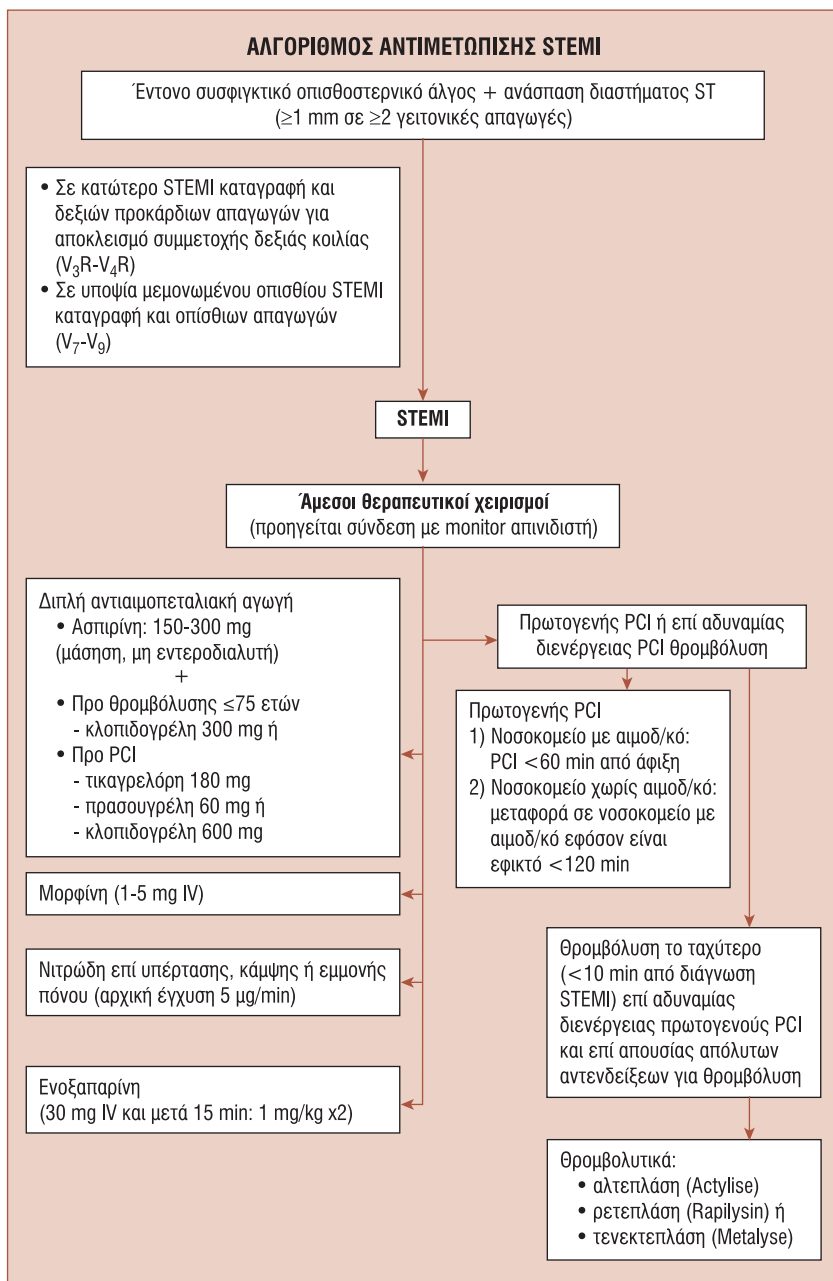 ΑΛΓΟΡΙΘΜΟΣ ΑΝΤΙΜΕΤΩΠΙΣΗΣ STEMI
Έντονο συσφιγκτικό οπισθοστερνικό άλγος + ανάσπαση διαστήματος ST
(≥1 mm σε ≥2 γειτονικές απαγωγές)
• Σε κατώτερο STEMI καταγραφή και
δεξιών προκάρδιων απαγωγών για
αποκλεισμό συμμετοχής δεξιάς κοιλίας
(V₃R-V₄R)
• Σε υποψία μεμονωμένου οπισθίου STEMI
καταγραφή και οπίσθιων απαγωγών
(V₇-V₉)
STEMI
Άμεσοι θεραπευτικοί χειρισμοί
(προηγείται σύνδεση με monitor απινιδιστή)
Διπλή αντιαιμοπεταλιακή αγωγή
• Ασπιρίνη: 150-300 mg
(μάσηση, μη εντεροδιαλυτή)
+
• Προ θρομβόλυσης ≤75 ετών
- κλοπιδογρέλη 300 mg ή
• Προ PCI
- τικαγρελόρη 180 mg
- πρασουγρέλη 60 mg ή
- κλοπιδογρέλη 600 mg
Μορφίνη (1-5 mg IV)
Νιτρώδη επί υπέρτασης, κάμψης ή εμμονής
πόνου (αρχική έγχυση 5 μg/min)
Ενοξαπαρίνη
(30 mg IV και μετά 15 min: 1 mg/kg x2)
Πρωτογενής PCI ή επί αδυναμίας
διενέργειας PCI θρομβόλυση
Πρωτογενής PCI
1) Νοσοκομείο με αιμοδ/κό:
PCI <60 min από άφιξη
2) Νοσοκομείο χωρίς αιμοδ/κό:
μεταφορά σε νοσοκομείο με
αιμοδ/κό εφόσον είναι
εφικτό <120 min
Θρομβόλυση το ταχύτερο
(<10 min από διάγνωση
STEMI) επί αδυναμίας
διενέργειας πρωτογενούς PCI
και επί απουσίας απόλυτων
αντενδείξεων για θρομβόλυση
Θρομβολυτικά:
• αλτεπλάση (Actylise)
• ρετεπλάση (Rapilysin) ή
• τενεκτεπλάση (Metalyse)